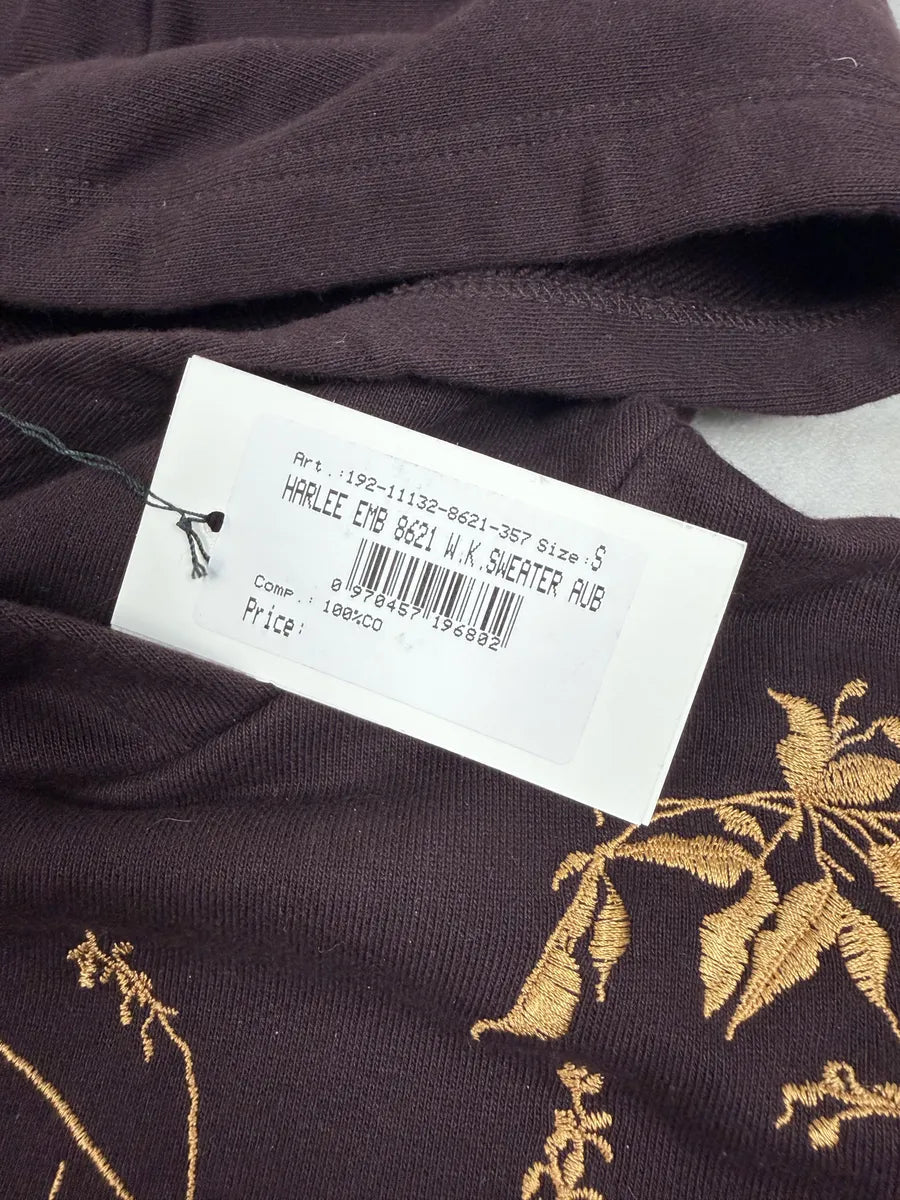 Art.:192-11132-8621-357 Size:S
HARLEE EMB 8621 W.K.SWEATER AUB
0 970457 196802
Comp.: 100%CO
Price: